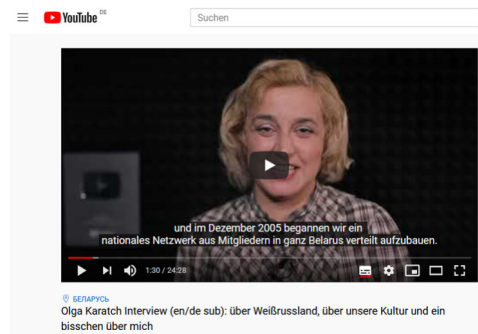 YouTube DE
Suchen
und im Dezember 2005 begannen wir ein
nationales Netzwerk aus Mitgliedern in ganz Belarus verteilt aufzubauen.
1:30 / 24:28
БЕЛАРУСЬ
Olga Karatch Interview (en/de sub): über Weißrussland, über unsere Kultur und ein
bisschen über mich